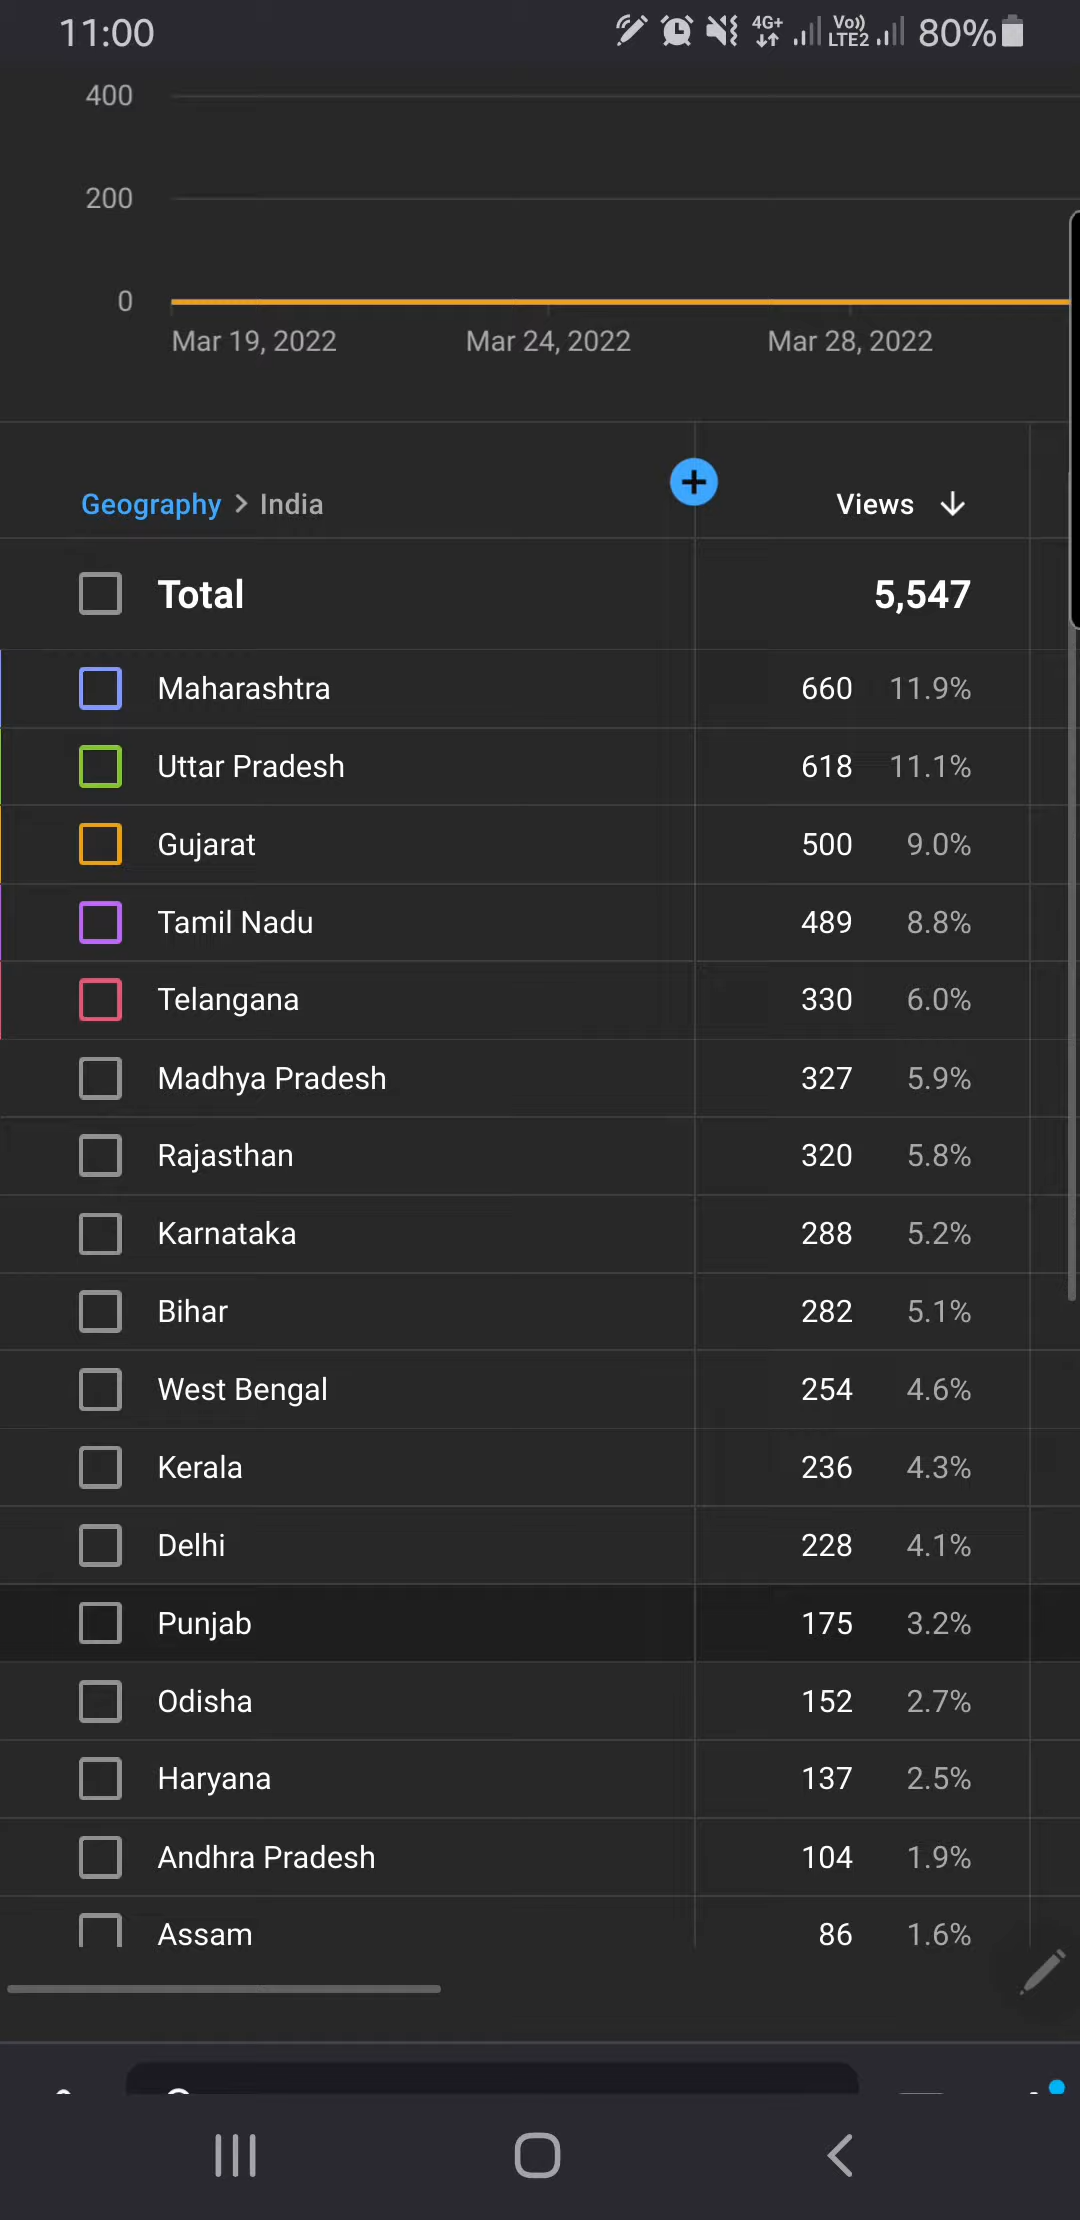 11:00 4G+ Vo)) LTE2 80%
400
200
0
Mar 19, 2022 Mar 24, 2022 Mar 28, 2022
Geography > India Views ↓
Total 5,547
Maharashtra 660 11.9%
Uttar Pradesh 618 11.1%
Gujarat 500 9.0%
Tamil Nadu 489 8.8%
Telangana 330 6.0%
Madhya Pradesh 327 5.9%
Rajasthan 320 5.8%
Karnataka 288 5.2%
Bihar 282 5.1%
West Bengal 254 4.6%
Kerala 236 4.3%
Delhi 228 4.1%
Punjab 175 3.2%
Odisha 152 2.7%
Haryana 137 2.5%
Andhra Pradesh 104 1.9%
Assam 86 1.6%